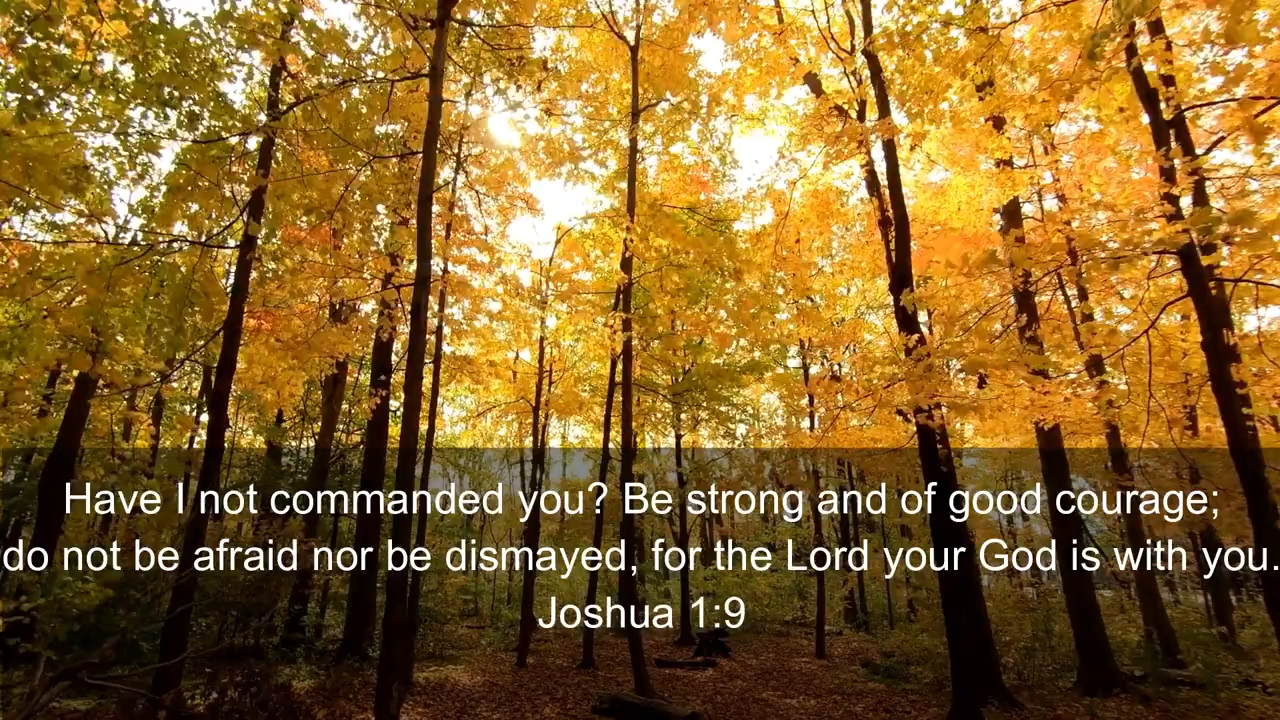 Have I not commanded you? Be strong and of good courage;
do not be afraid nor be dismayed, for the Lord your God is with you.
Joshua 1:9